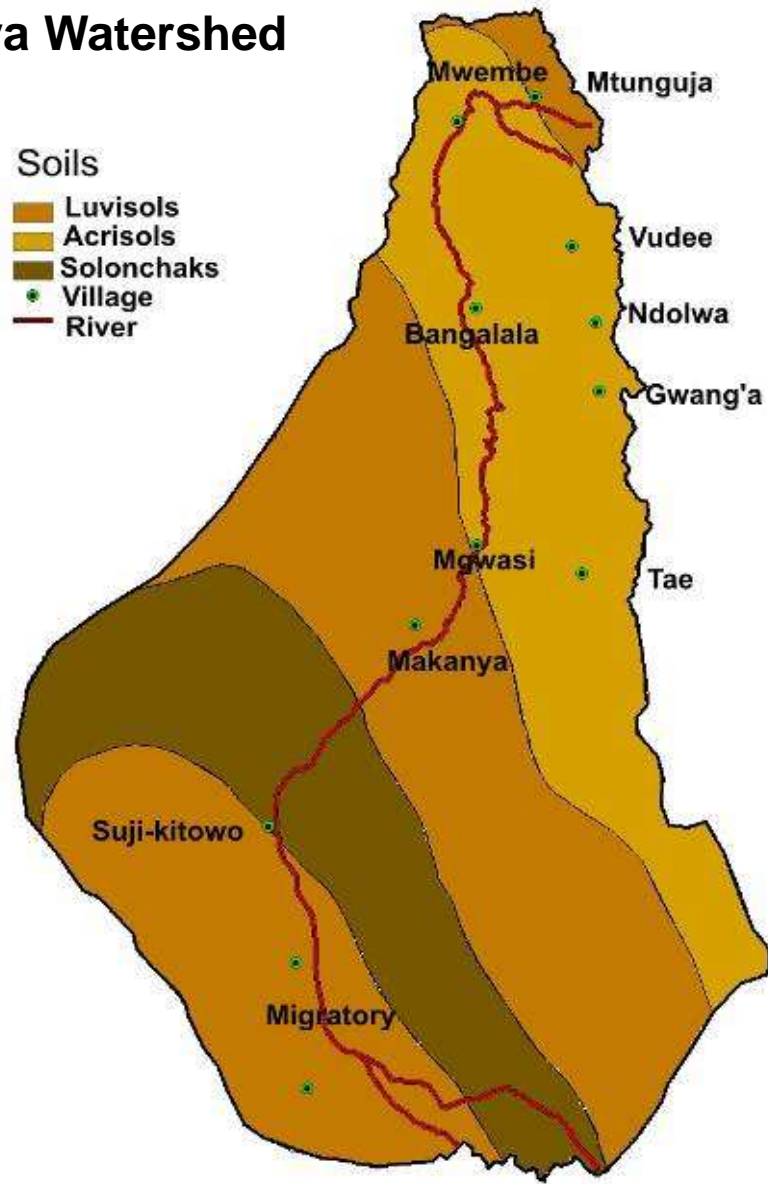 Watershed
Mwembe
Mtunguja
Soils
Luvisols
Acrisols
Solonchaks
Village
River
Vudee
Ndolwa
Bangalala
Gwang'a
Mgwasi
Tae
Makanya
Suji-kitowo
Migratory